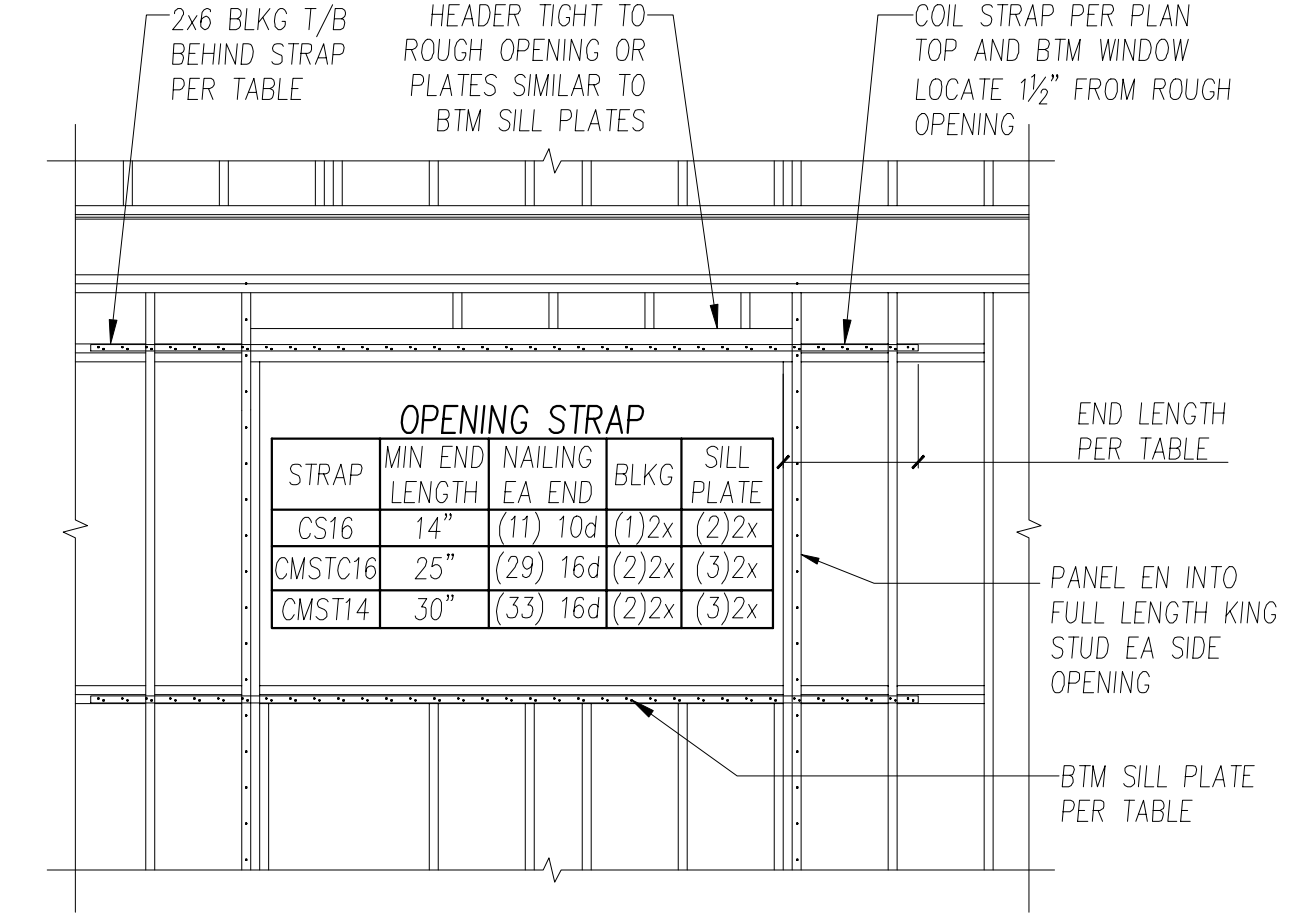 2x6 BLKG T/B
BEHIND STRAP
PER TABLE
HEADER TIGHT TO
ROUGH OPENING OR
PLATES SIMILAR TO
BTM SILL PLATES
COIL STRAP PER PLAN
TOP AND BTM WINDOW
LOCATE 1½” FROM ROUGH
OPENING
OPENING STRAP
STRAP MIN END LENGTH NAILING EA END BLKG SILL PLATE
CS16 14” (11) 10d (1)2x (2)2x
CMSTC16 25” (29) 16d (2)2x (3)2x
CMST14 30” (33) 16d (2)2x (3)2x
END LENGTH
PER TABLE
PANEL EN INTO
FULL LENGTH KING
STUD EA SIDE
OPENING
BTM SILL PLATE
PER TABLE